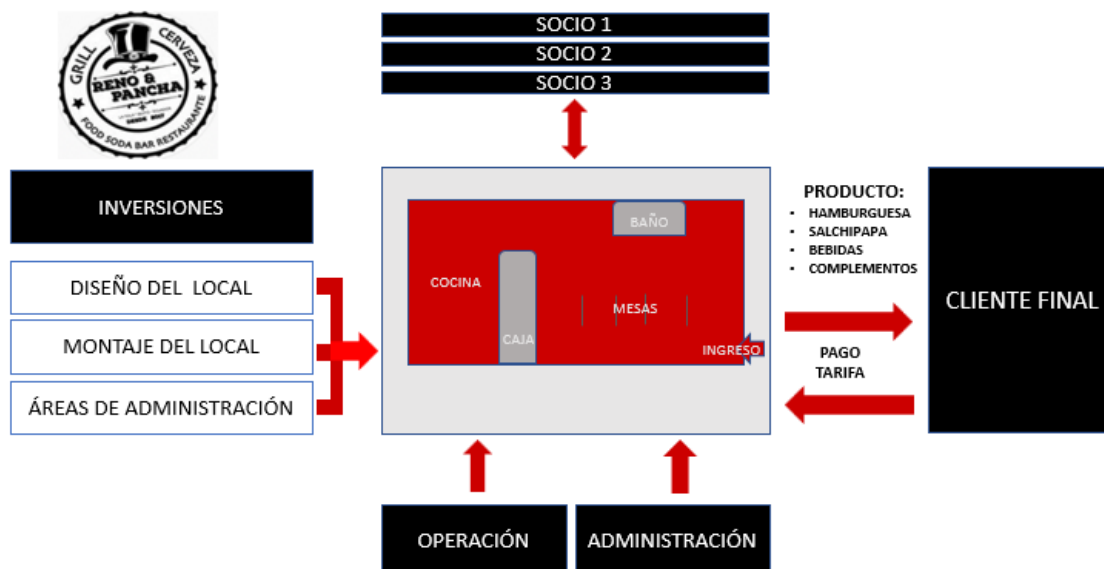 GRILL
CERVEZA
RENO &
PANCHA
DESDE 2017
FOOD SODA BAR RESTAURANTE
SOCIO 1
SOCIO 2
SOCIO 3
INVERSIONES
DISEÑO DEL LOCAL
MONTAJE DEL LOCAL
ÁREAS DE ADMINISTRACIÓN
BAÑO
COCINA
MESAS
CAJA
INGRESO
PRODUCTO:
• HAMBURGUESA
• SALCHIPAPA
• BEBIDAS
• COMPLEMENTOS
PAGO
TARIFA
CLIENTE FINAL
OPERACIÓN
ADMINISTRACIÓN